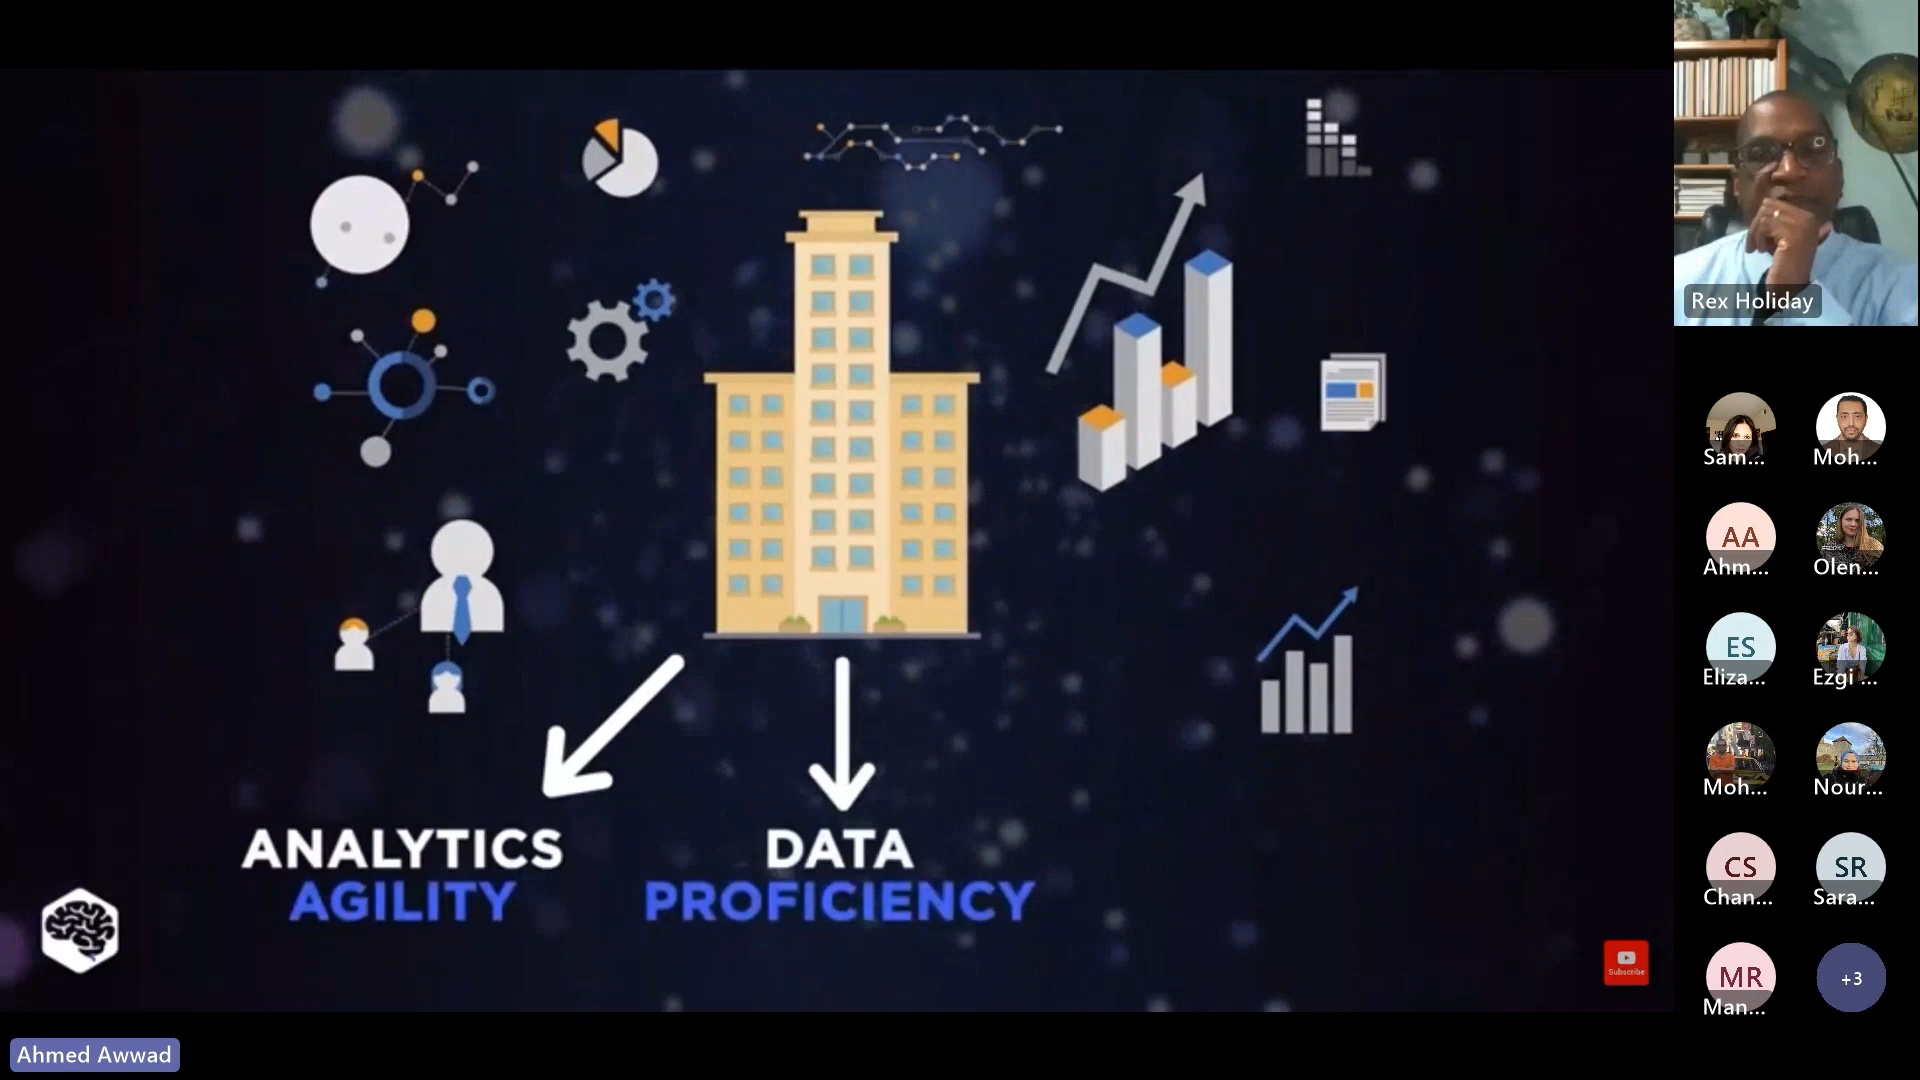 ANALYTICS
AGILITY
DATA
PROFICIENCY
Subscribe
Ahmed Awwad
Rex Holiday
Sam...
Moh...
AA
Ahm...
Olen...
ES
Eliza...
Ezgi ...
Moh...
Nour...
CS
Chan...
SR
Sara...
MR
Man...
+3